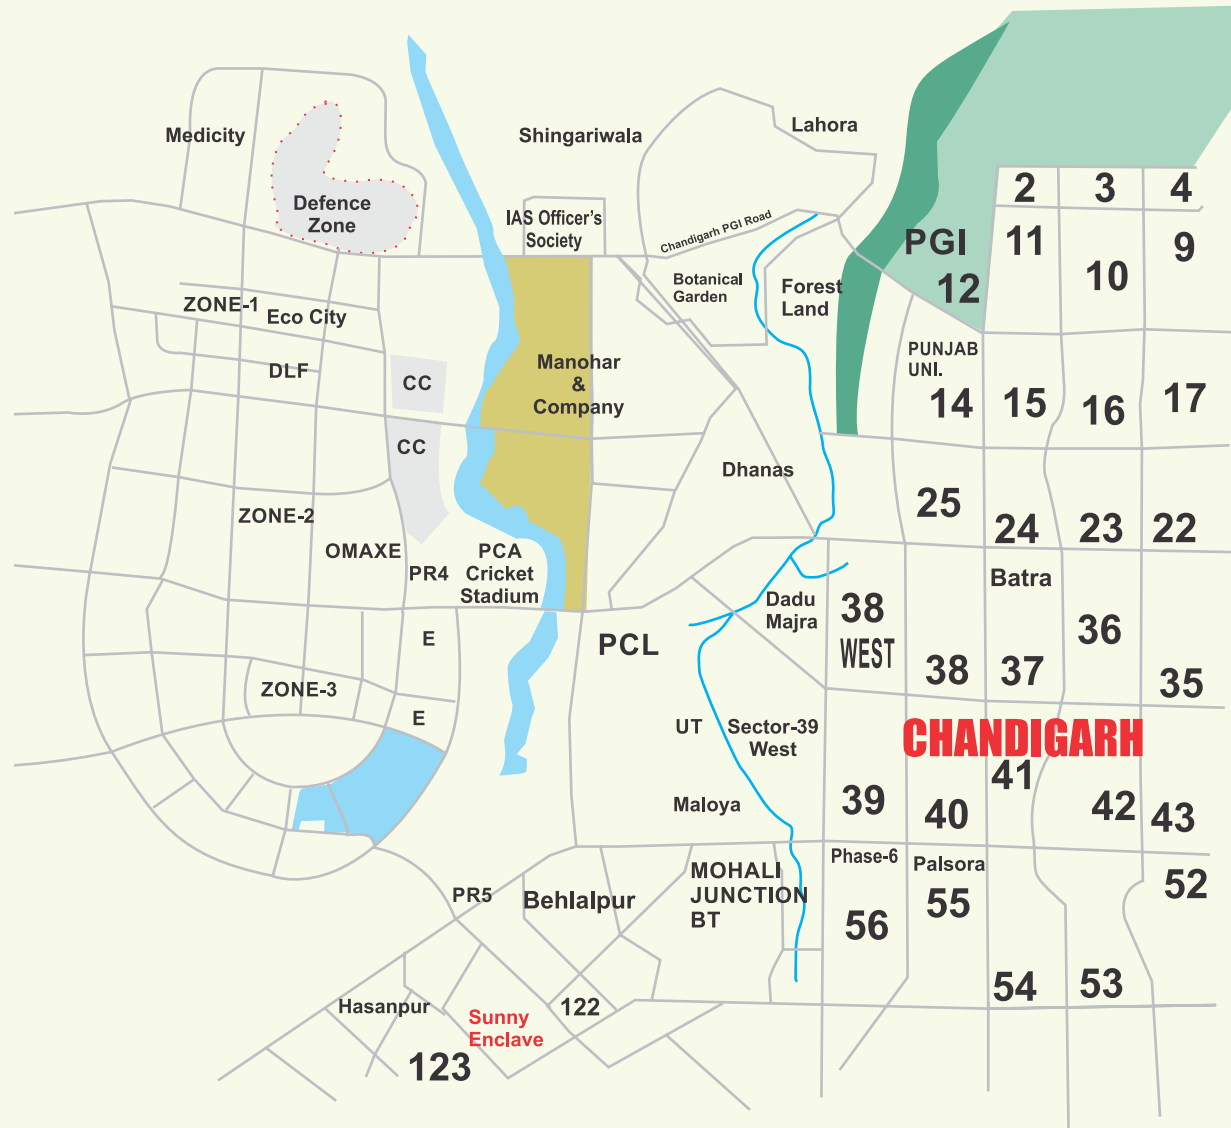 Medicity
Defence
Zone
Shingariwala
Lahora
IAS Officer's
Society
Chandigarh PGI Road
Botanical
Garden
Forest
Land
PGI
12
2
3
4
11
10
9
ZONE-1
Eco City
DLF
CC
CC
Manohar
&
Company
PUNJAB
UNI.
14
15
16
17
Dhanas
25
24
23
22
ZONE-2
OMAXE
PR4
PCA
Cricket
Stadium
Batra
Dadu
Majra
38
WEST
38
37
36
35
E
PCL
ZONE-3
E
UT
Sector-39
West
CHANDIGARH
41
Maloya
39
40
42
43
MOHALI
JUNCTION
BT
Phase-6
Palsora
56
55
52
PR5
Behlalpur
54
53
Hasanpur
Sunny
Enclave
122
123